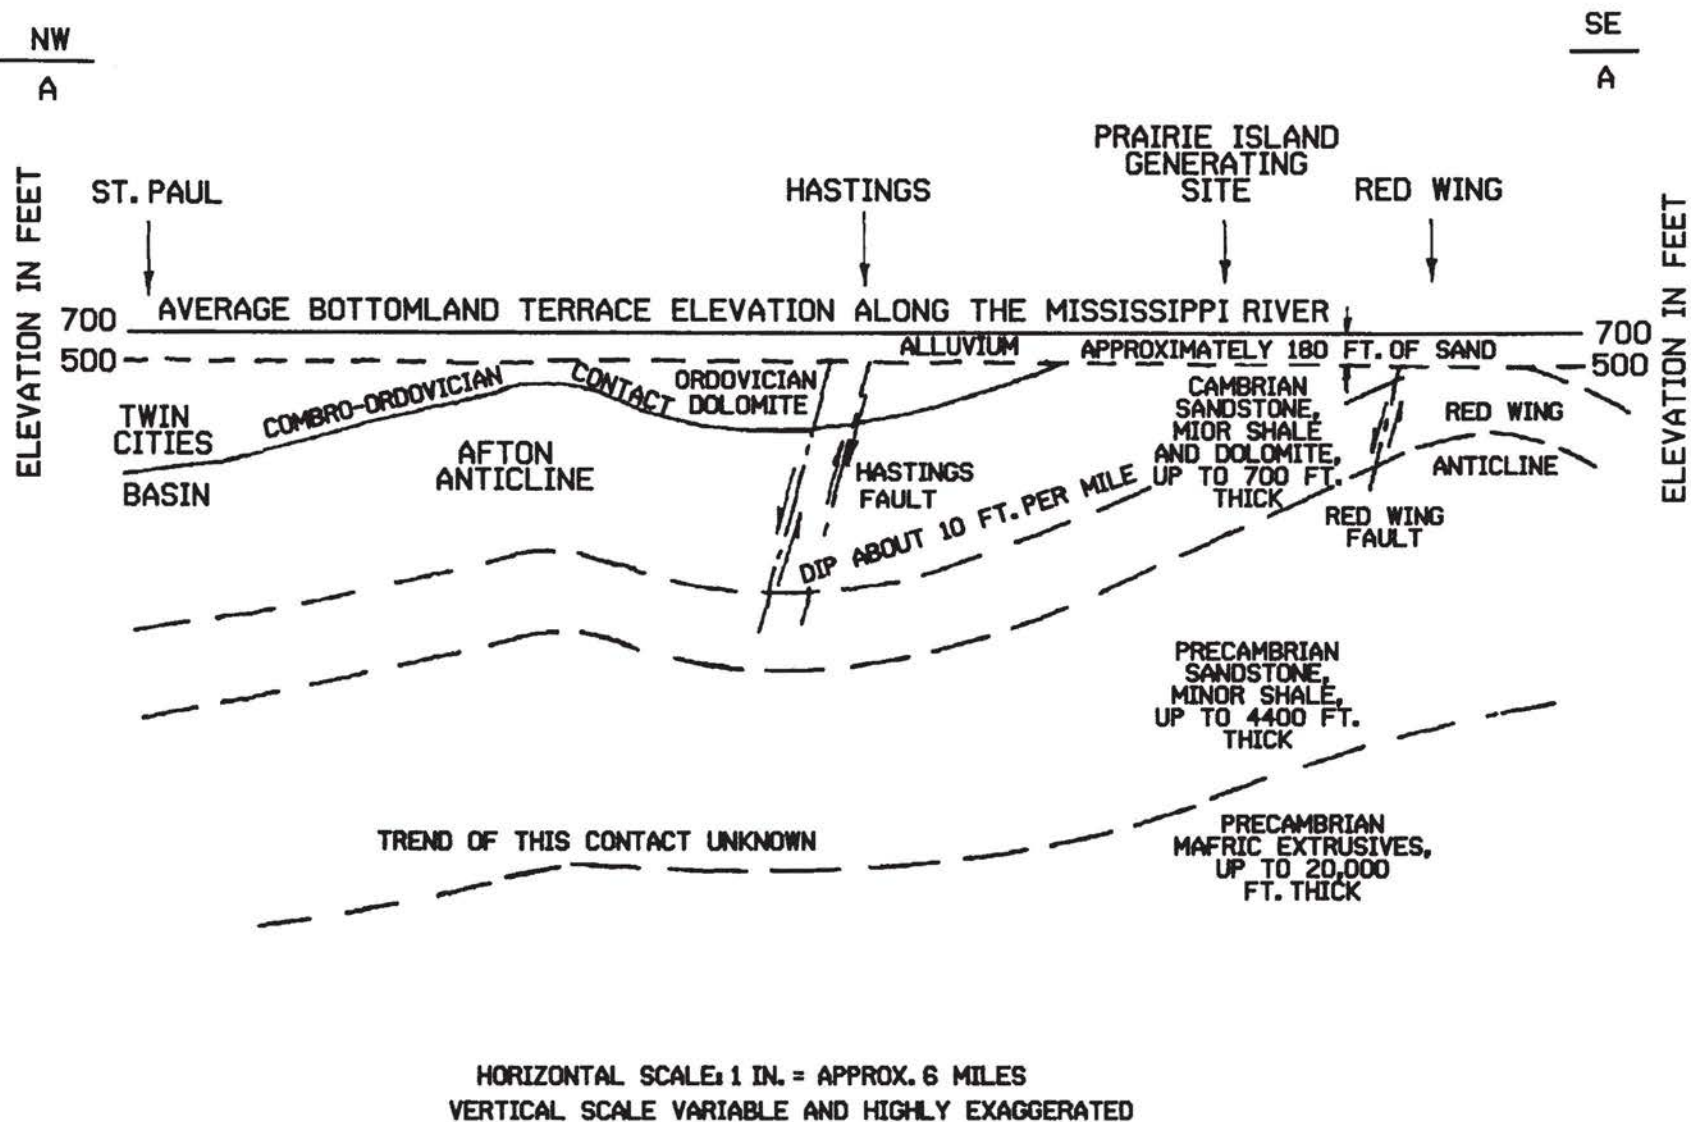 NW
A
SE
A
ELEVATION IN FEET
ST. PAUL
HASTINGS
PRAIRIE ISLAND
GENERATING
SITE
RED WING
ELEVATION IN FEET
AVERAGE BOTTOMLAND TERRACE ELEVATION ALONG THE MISSISSIPPI RIVER
700
700
500
500
ALLUVIUM
APPROXIMATELY 180 FT. OF SAND
COMBRO-ORDOVICIAN
CONTACT
ORDOVICIAN
DOLOMITE
TWIN
CITIES
BASIN
AFTON
ANTICLINE
HASTINGS
FAULT
CAMBRIAN
SANDSTONE,
MIOR SHALE
AND DOLOMITE,
UP TO 700 FT.
THICK
RED WING
ANTICLINE
RED WING
FAULT
DIP ABOUT 10 FT. PER MILE
PRECAMBRIAN
SANDSTONE,
MINOR SHALE,
UP TO 4400 FT.
THICK
TREND OF THIS CONTACT UNKNOWN
PRECAMBRIAN
MAFRIC EXTRUSIVES,
UP TO 20,000
FT. THICK
HORIZONTAL SCALE: 1 IN. = APPROX. 6 MILES
VERTICAL SCALE VARIABLE AND HIGHLY EXAGGERATED